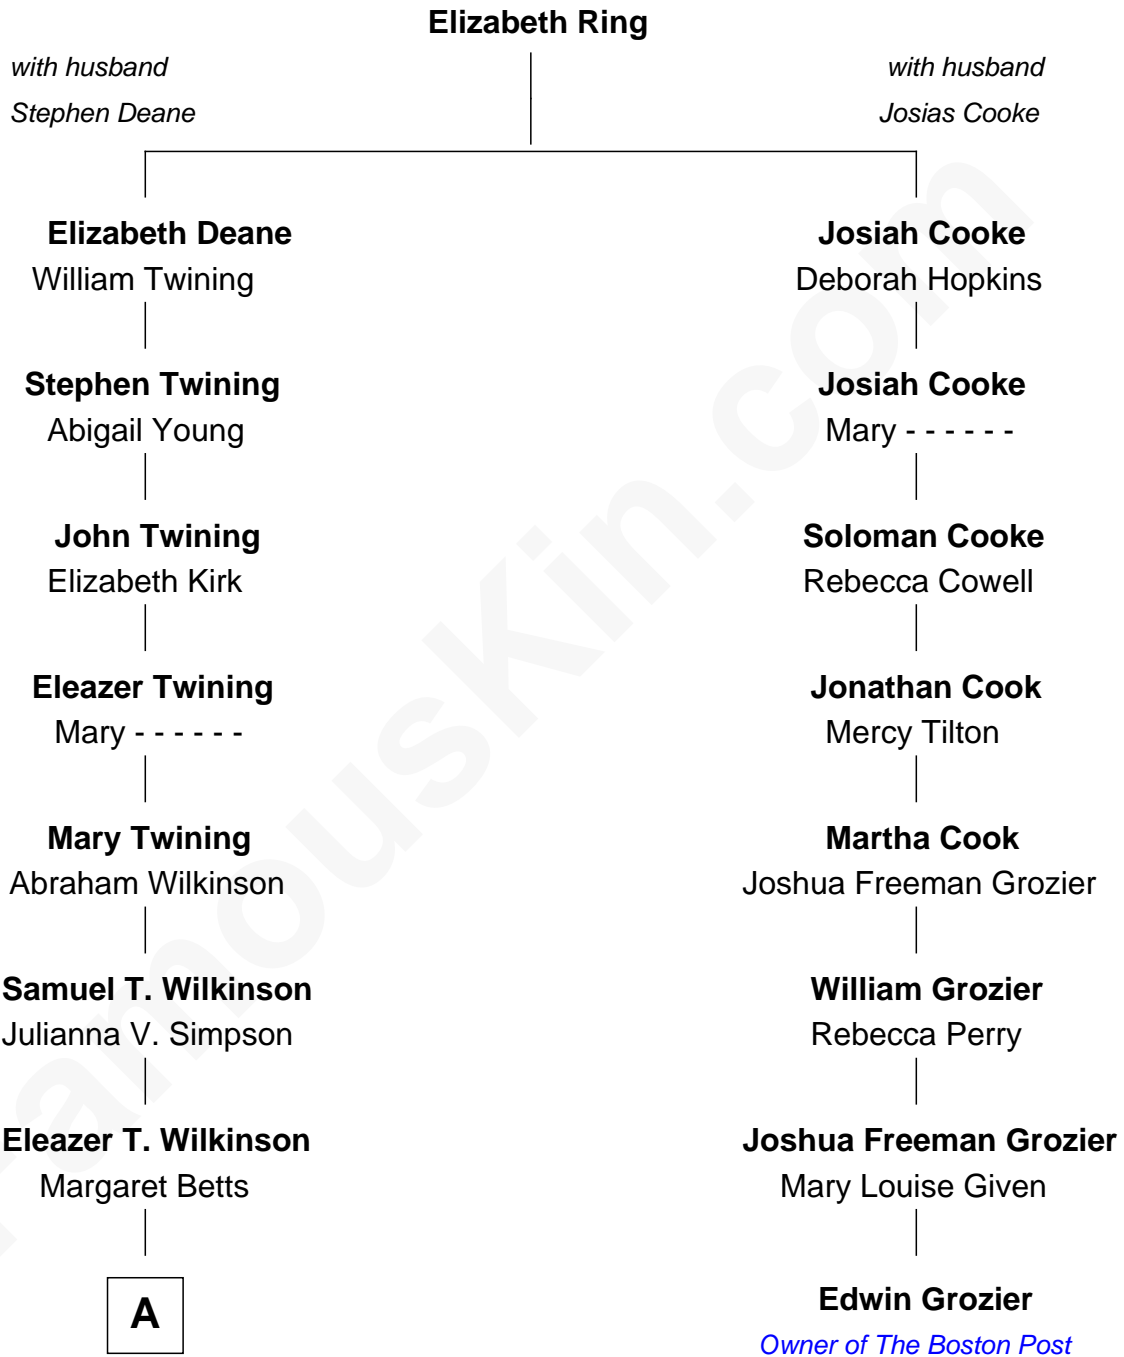 Elizabeth Ring
with husband
Stephen Deane
with husband
Josias Cooke
Elizabeth Deane
William Twining
Josiah Cooke
Deborah Hopkins
Stephen Twining
Abigail Young
Josiah Cooke
Mary - - - - - -
John Twining
Elizabeth Kirk
Soloman Cooke
Rebecca Cowell
Eleazer Twining
Mary - - - - - -
Jonathan Cook
Mercy Tilton
Mary Twining
Abraham Wilkinson
Martha Cook
Joshua Freeman Grozier
Samuel T. Wilkinson
Julianna V. Simpson
William Grozier
Rebecca Perry
Eleazer T. Wilkinson
Margaret Betts
Joshua Freeman Grozier
Mary Louise Given
A
Edwin Grozier
Owner of The Boston Post
FamousKin.com